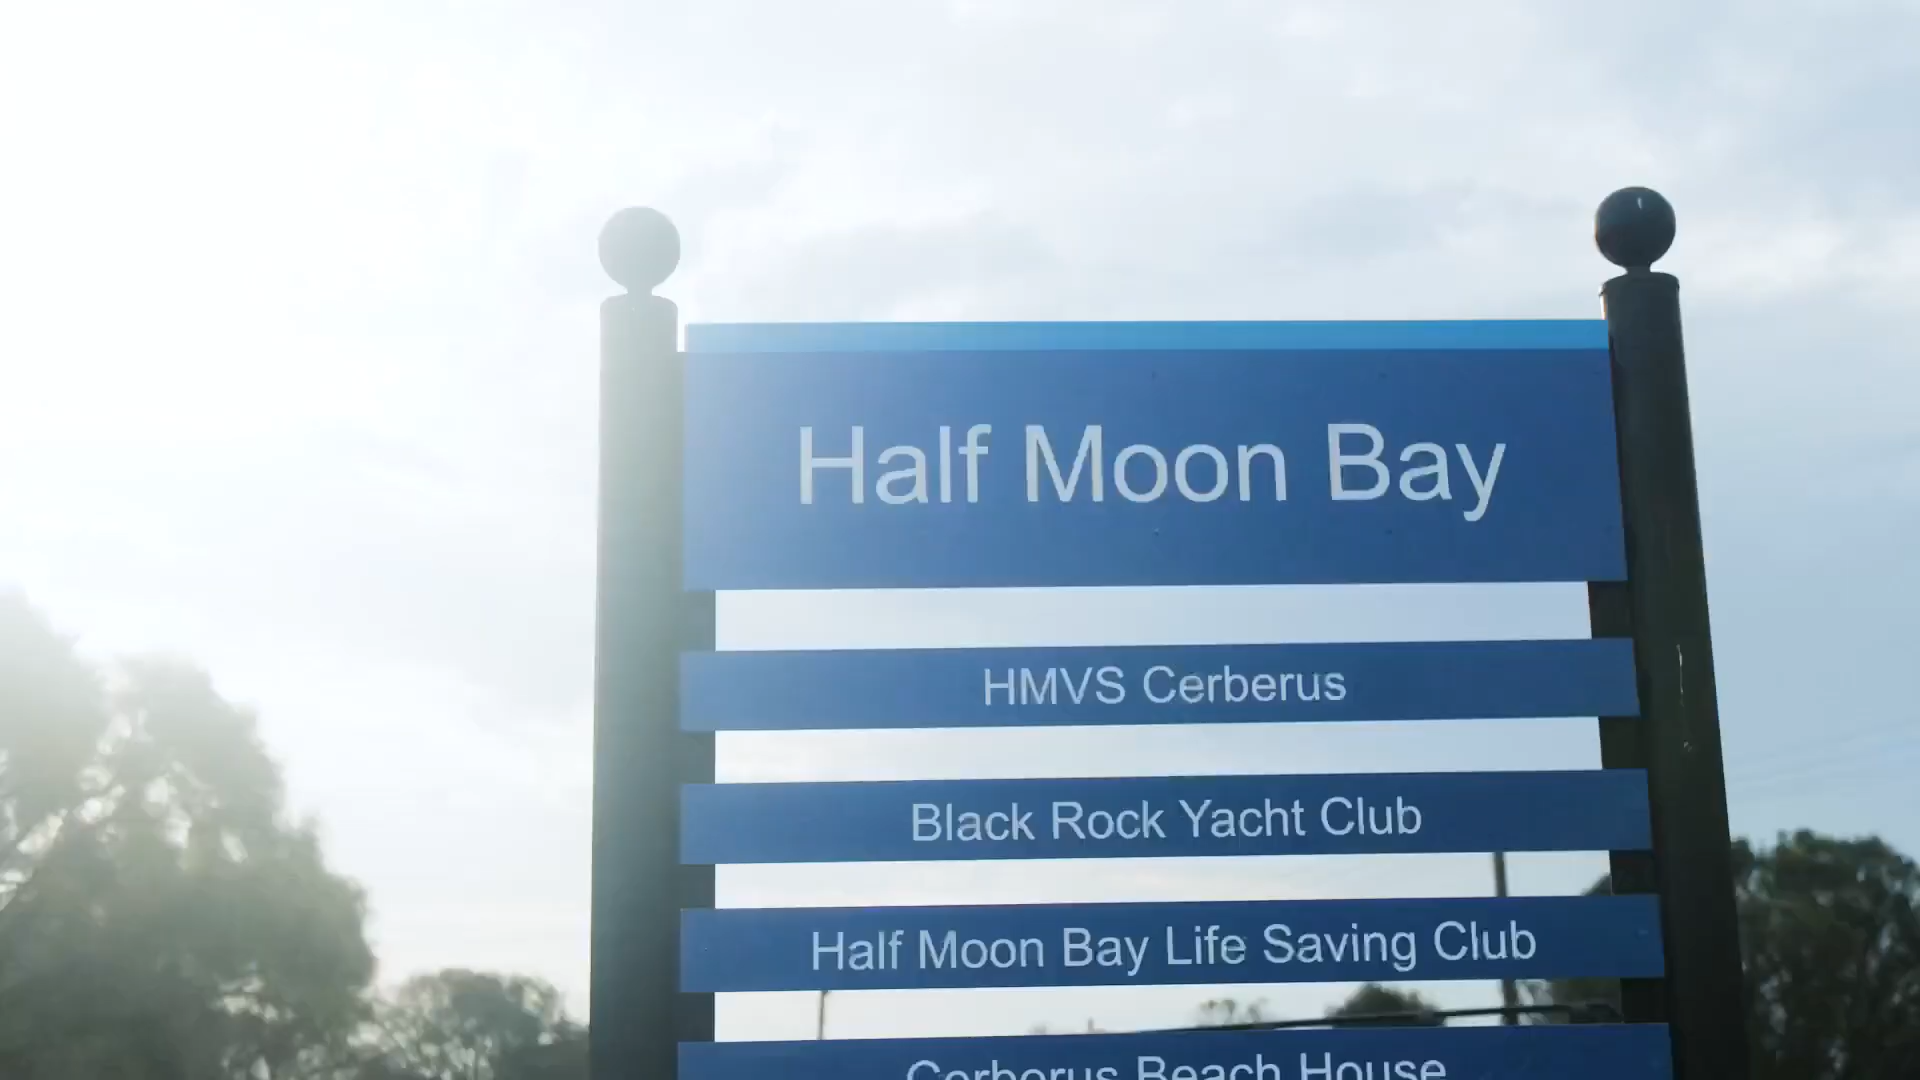 Half Moon Bay
HMVS Cerberus
Black Rock Yacht Club
Half Moon Bay Life Saving Club
Cerberus Beach House